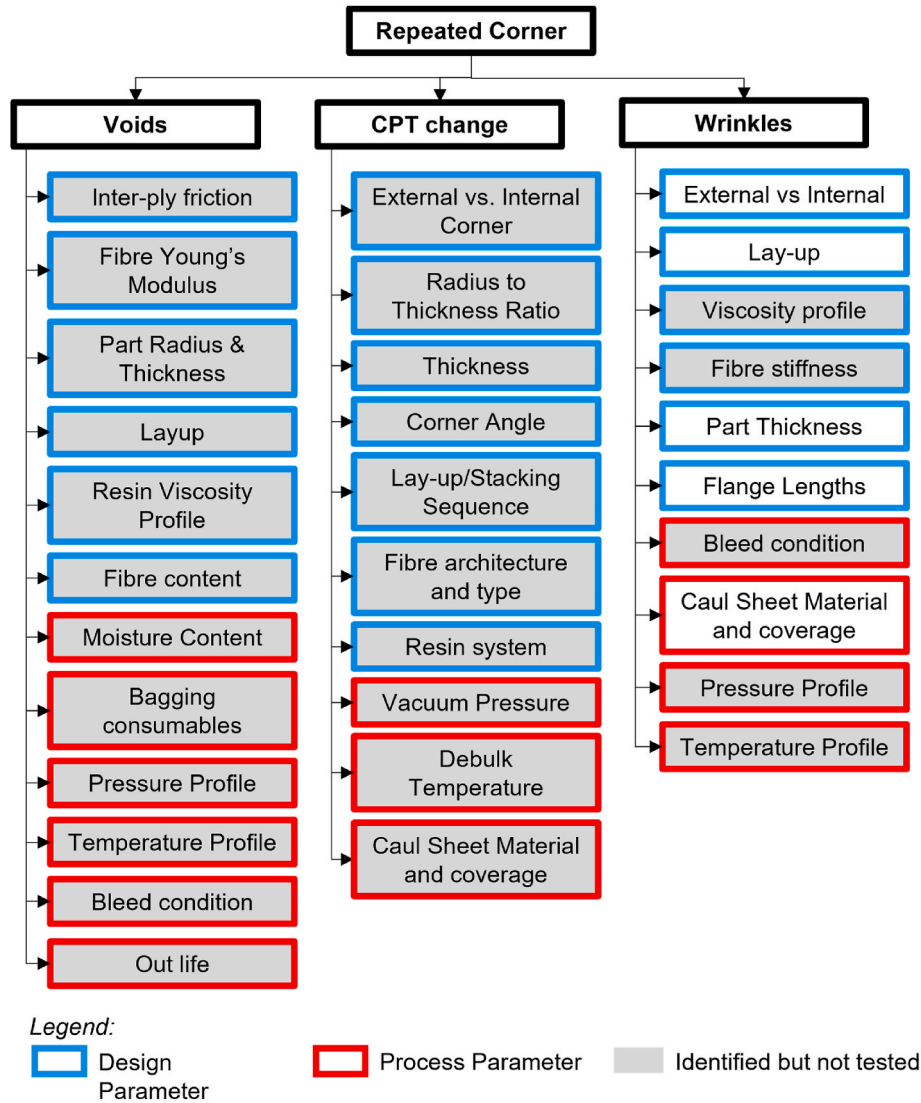 Repeated Corner
Voids
Inter-ply friction
Fibre Young's
Modulus
Part Radius &
Thickness
Layup
Resin Viscosity
Profile
Fibre content
Moisture Content
Bagging
consumables
Pressure Profile
Temperature Profile
Bleed condition
Out life
CPT change
External vs. Internal
Corner
Radius to
Thickness Ratio
Thickness
Corner Angle
Lay-up/Stacking
Sequence
Fibre architecture
and type
Resin system
Vacuum Pressure
Debulk
Temperature
Caul Sheet Material
and coverage
Wrinkles
External vs Internal
Lay-up
Viscosity profile
Fibre stiffness
Part Thickness
Flange Lengths
Bleed condition
Caul Sheet Material
and coverage
Pressure Profile
Temperature Profile
Legend:
Design
Parameter
Process Parameter
Identified but not tested